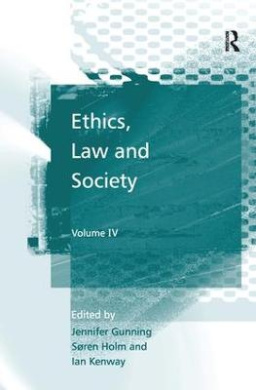 R
Ethics,
Law and
Society
Volume IV
Edited by
Jennifer Gunning
Søren Holm and
Ian Kenway